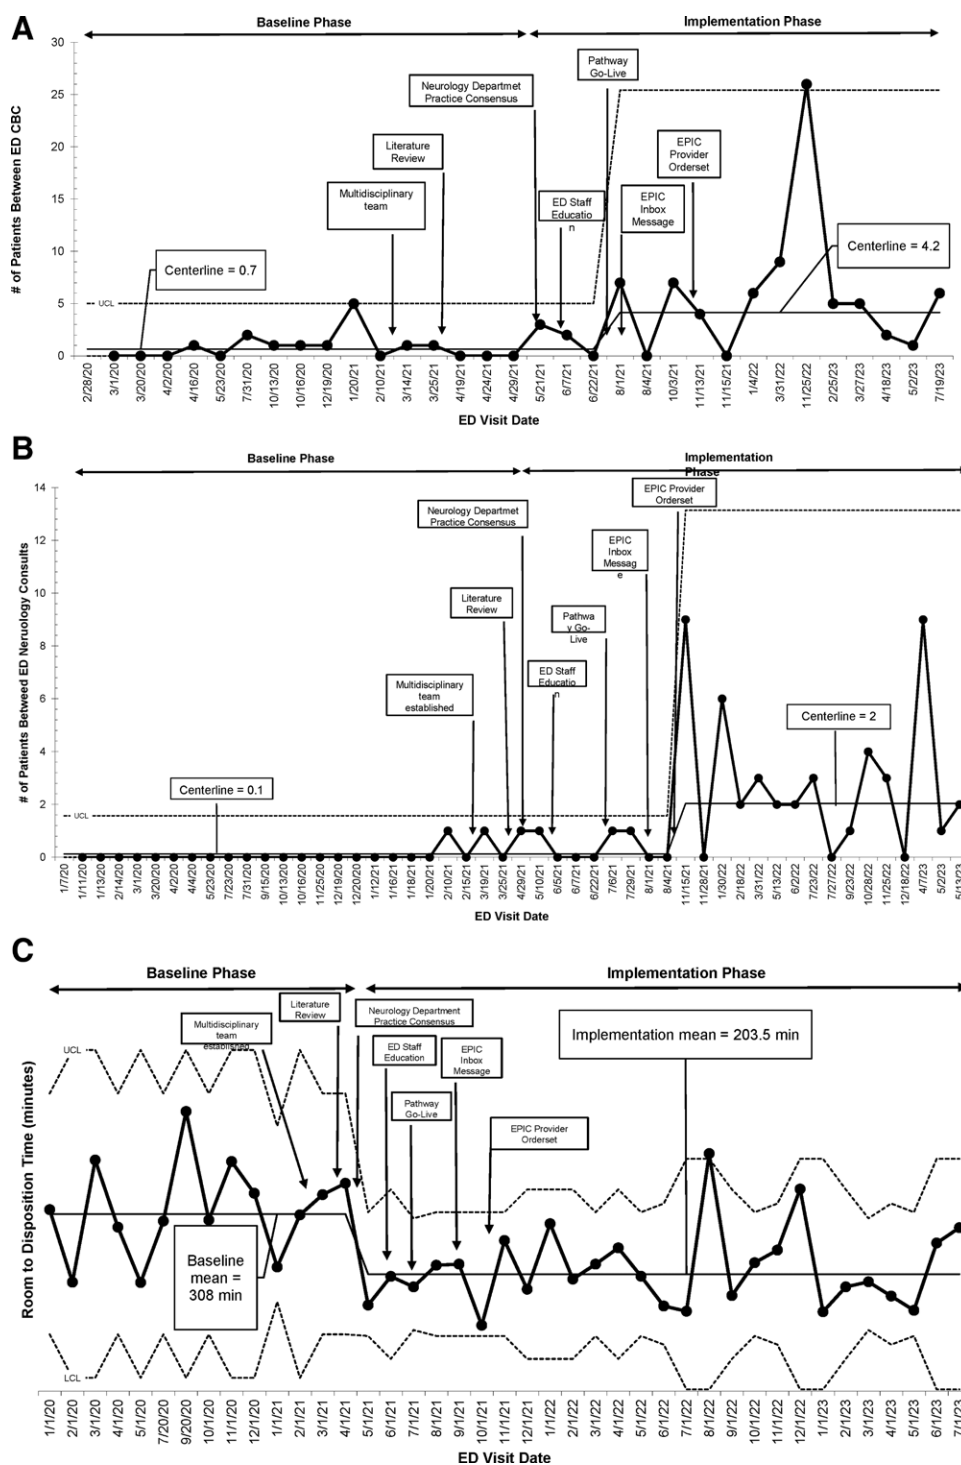 A
Baseline Phase
Implementation Phase
# of Patients Between ED CBC
30
25
20
15
10
5
0
UCL
Centerline = 0.7
Multidisciplinary
team
Literature
Review
Neurology Departmet
Practice Consensus
ED Staff
Educatio
n
Pathway
Go-Live
EPIC
Inbox
Message
EPIC
Provider
Orderset
Centerline = 4.2
2/28/20
3/1/20
3/20/20
4/2/20
4/16/20
5/23/20
7/31/20
10/13/20
10/13/20
12/19/20
1/20/21
2/10/21
3/14/21
3/25/21
4/19/21
4/24/21
4/29/21
5/21/21
6/7/21
6/22/21
8/1/21
8/4/21
10/3/21
11/13/21
11/15/21
1/4/22
3/31/22
11/25/22
2/25/23
3/27/23
4/18/23
5/2/23
7/19/23
ED Visit Date
B
Baseline Phase
Implementation
Phase
# of Patients Betweed ED Neruology Consults
14
12
10
8
6
4
2
0
UCL
Centerline = 0.1
Multidisciplinary
team
established
Literature
Review
Neurology Departmet
Practice Consensus
ED Staff
Educatio
n
Pathwa
y Go-
Live
EPIC
Inbox
Messag
e
EPIC Provider
Orderset
Centerline = 2
1/7/20
1/11/20
1/13/20
2/14/20
3/1/20
3/20/20
4/2/20
4/4/20
5/23/20
7/23/20
7/31/20
9/15/20
10/13/20
10/16/20
11/25/20
12/19/20
12/20/20
1/12/21
1/16/21
1/18/21
1/20/21
2/10/21
2/15/21
3/19/21
3/25/21
4/29/21
5/10/21
6/5/21
6/7/21
6/22/21
7/6/21
7/29/21
8/1/21
8/4/21
11/15/21
11/28/21
1/30/22
2/18/22
3/31/22
5/13/22
6/2/22
7/23/22
7/27/22
9/23/22
10/28/22
11/25/22
12/18/22
4/7/23
5/2/23
5/13/23
ED Visit Date
C
Baseline Phase
Implementation Phase
Room to Disposition Time (minutes)
UCL
LCL
Multidisciplinary
team
established
Literature
Review
Neurology Department
Practice Consensus
ED Staff
Education
Pathway
Go-Live
EPIC
Inbox
Message
EPIC Provider
Orderset
Implementation mean = 203.5 min
Baseline
mean =
308 min
1/1/20
2/1/20
3/1/20
4/1/20
5/1/20
7/20/20
9/20/20
10/1/20
11/1/20
12/1/20
1/1/21
2/1/21
3/1/21
4/1/21
5/1/21
6/1/21
7/1/21
8/1/21
9/1/21
10/1/21
11/1/21
12/1/21
1/1/22
2/1/22
3/1/22
4/1/22
5/1/22
6/1/22
7/1/22
8/1/22
9/1/22
10/1/22
11/1/22
12/1/22
1/1/23
2/1/23
3/1/23
4/1/23
5/1/23
6/1/23
7/1/23
ED Visit Date